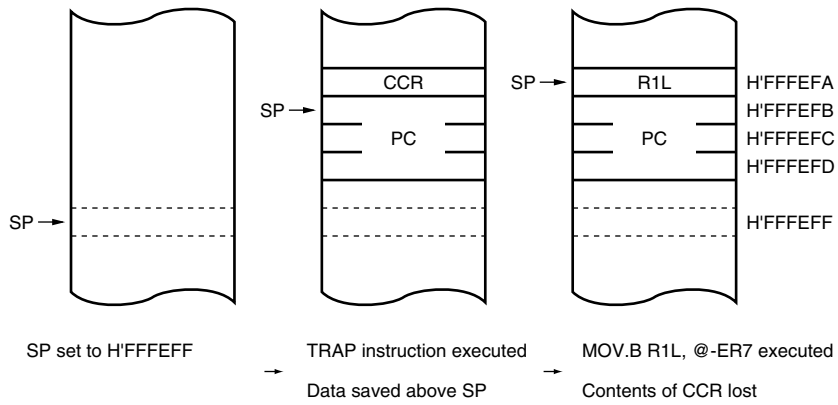 CCR
SP
R1L
H'FFFEFA
SP
H'FFFEFB
PC
PC
H'FFFEFC
H'FFFEFD
SP
H'FFFEFF
SP set to H'FFFEFF
TRAP instruction executed
MOV.B R1L, @-ER7 executed
Data saved above SP
Contents of CCR lost